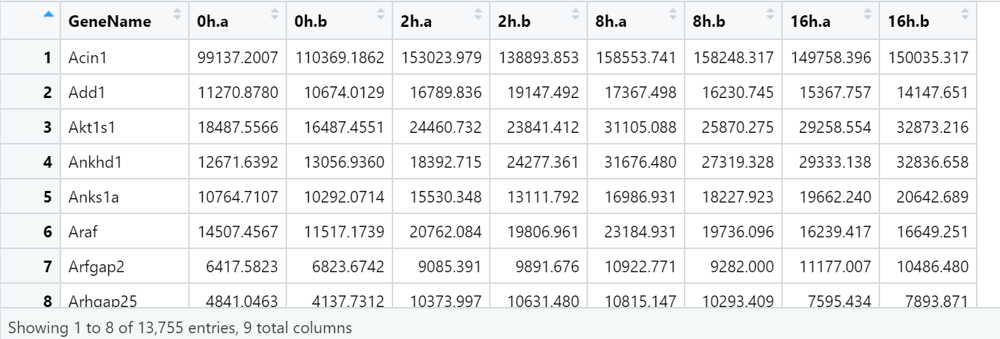 GeneName 0h.a 0h.b 2h.a 2h.b 8h.a 8h.b 16h.a 16h.b
1 Acin1 99137.2007 110369.1862 153023.979 138893.853 158553.741 158248.317 149758.396 150035.317
2 Add1 11270.8780 10674.0129 16789.836 19147.492 17367.498 16230.745 15367.757 14147.651
3 Akt1s1 18487.5566 16487.4551 24460.732 23841.412 31105.088 25870.275 29258.554 32873.216
4 Ankhd1 12671.6392 13056.9360 18392.715 24277.361 31676.480 27319.328 29333.138 32836.658
5 Anks1a 10764.7107 10292.0714 15530.348 13111.792 16986.931 18227.923 19662.240 20642.689
6 Araf 14507.4567 11517.1739 20762.084 19806.961 23184.931 19736.096 16239.417 16649.251
7 Arfgap2 6417.5823 6823.6742 9085.391 9891.676 10922.771 9282.000 11177.007 10486.480
8 Arhgap25 4841.0463 4137.7312 10373.997 10631.480 10815.147 10293.409 7595.434 7893.871
Showing 1 to 8 of 13,755 entries, 9 total columns